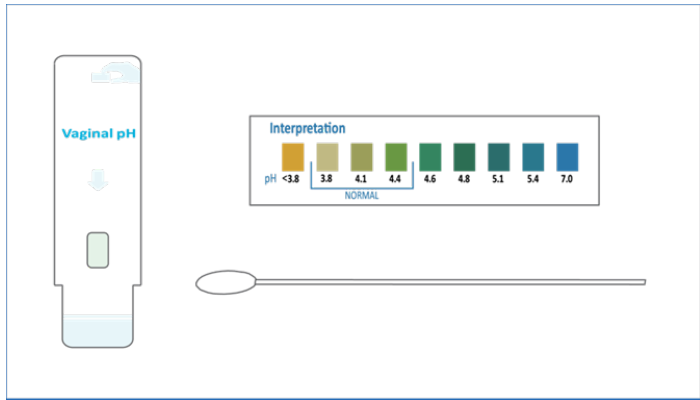 Vaginal pH
Interpretation
pH <3.8 3.8 4.1 4.4 4.6 4.8 5.1 5.4 7.0
NORMAL